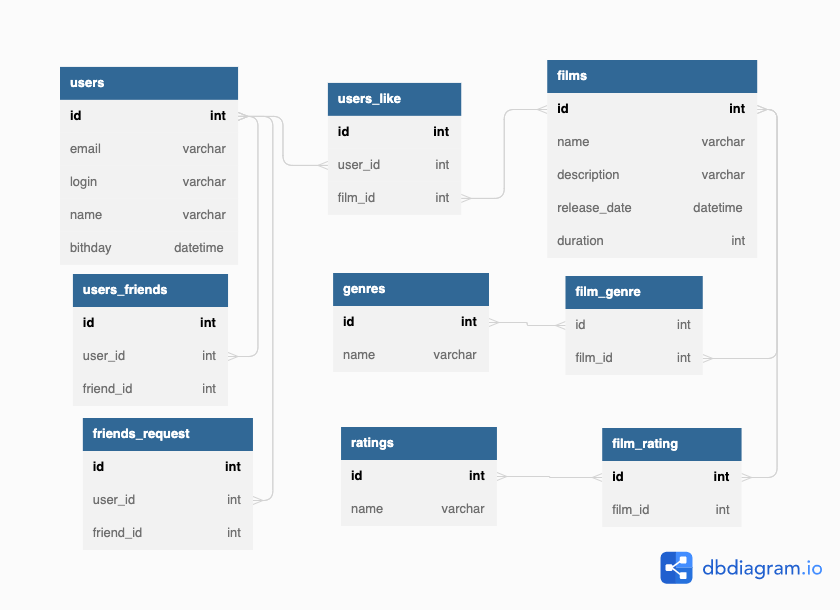 users
id int
email varchar
login varchar
name varchar
bithday datetime
users_friends
id int
user_id int
friend_id int
friends_request
id int
user_id int
friend_id int
users_like
id int
user_id int
film_id int
genres
id int
name varchar
ratings
id int
name varchar
films
id int
name varchar
description varchar
release_date datetime
duration int
film_genre
id int
film_id int
film_rating
id int
film_id int
dbdiagram.io